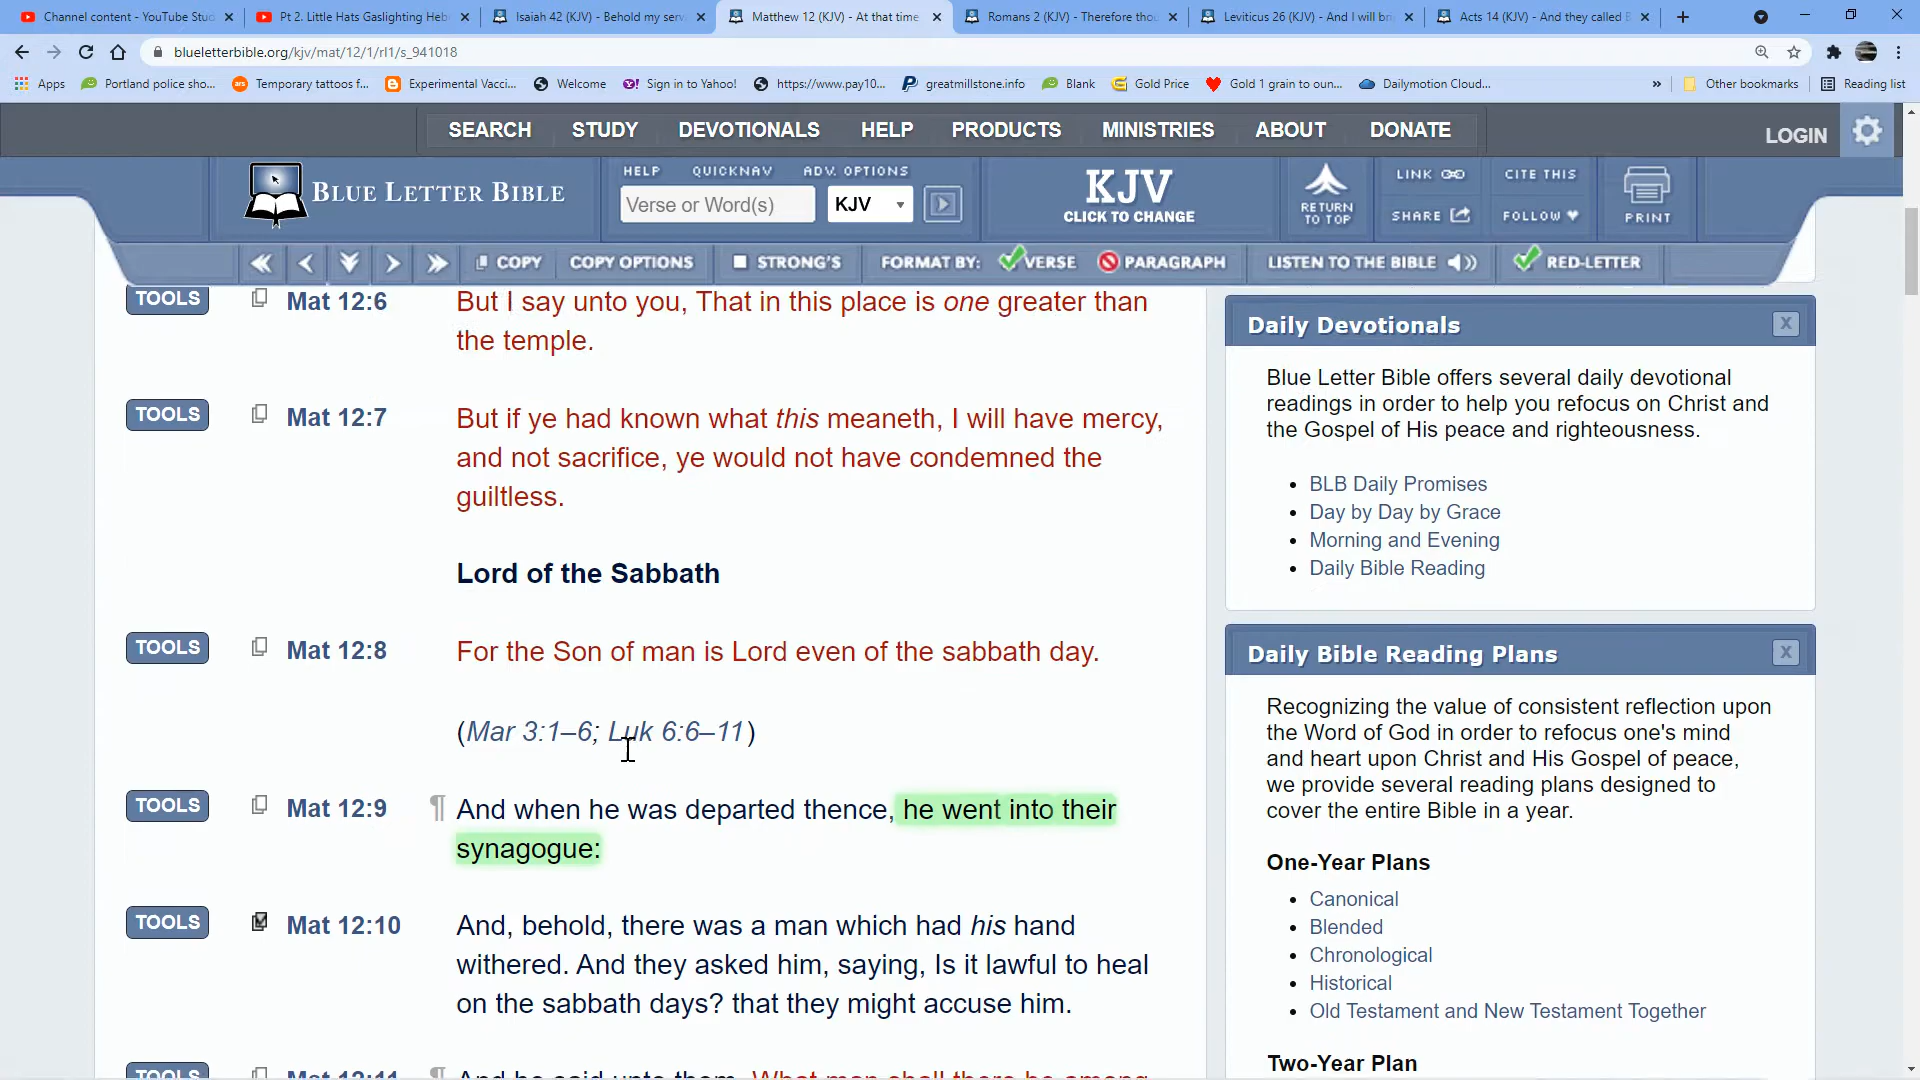 Channel content - YouTube Stu
Pt 2. Little Hats Gaslighting Heb
Isaiah 42 (KJV) - Behold my serv
Matthew 12 (KJV) - At that time
Romans 2 (KJV) - Therefore thou
Leviticus 26 (KJV) - And I will bri
Acts 14 (KJV) - And they called B
blueletterbible.org/kjv/mat/12/1/rl1/s_941018
Apps
Portland police sho...
Temporary tattoos f...
Experimental Vacci...
Welcome
Sign in to Yahoo!
https://www.pay10...
greatmillstone.info
Blank
Gold Price
Gold 1 grain to oun...
Dailymotion Cloud...
»
Other bookmarks
Reading list
SEARCH STUDY DEVOTIONALS HELP PRODUCTS MINISTRIES ABOUT DONATE
LOGIN
BLUE LETTER BIBLE
HELP QUICKNAV ADV. OPTIONS
Verse or Word(s)
KJV
KJV
CLICK TO CHANGE
RETURN
TO TOP
LINK
CITE THIS
SHARE
FOLLOW
PRINT
COPY COPY OPTIONS STRONG'S FORMAT BY: VERSE PARAGRAPH LISTEN TO THE BIBLE RED-LETTER
TOOLS Mat 12:6 But I say unto you, That in this place is one greater than
the temple.
TOOLS Mat 12:7 But if ye had known what this meaneth, I will have mercy,
and not sacrifice, ye would not have condemned the
guiltless.
Lord of the Sabbath
TOOLS Mat 12:8 For the Son of man is Lord even of the sabbath day.
(Mar 3:1–6; Luk 6:6–11)
TOOLS Mat 12:9 ¶ And when he was departed thence, he went into their
synagogue:
TOOLS Mat 12:10 And, behold, there was a man which had his hand
withered. And they asked him, saying, Is it lawful to heal
on the sabbath days? that they might accuse him.
TOOLS Mat 12:11 ¶ And he said unto them, What man shall there be among
Daily Devotionals
X
Blue Letter Bible offers several daily devotional
readings in order to help you refocus on Christ and
the Gospel of His peace and righteousness.
• BLB Daily Promises
• Day by Day by Grace
• Morning and Evening
• Daily Bible Reading
Daily Bible Reading Plans
X
Recognizing the value of consistent reflection upon
the Word of God in order to refocus one's mind
and heart upon Christ and His Gospel of peace,
we provide several reading plans designed to
cover the entire Bible in a year.
One-Year Plans
• Canonical
• Blended
• Chronological
• Historical
• Old Testament and New Testament Together
Two-Year Plan